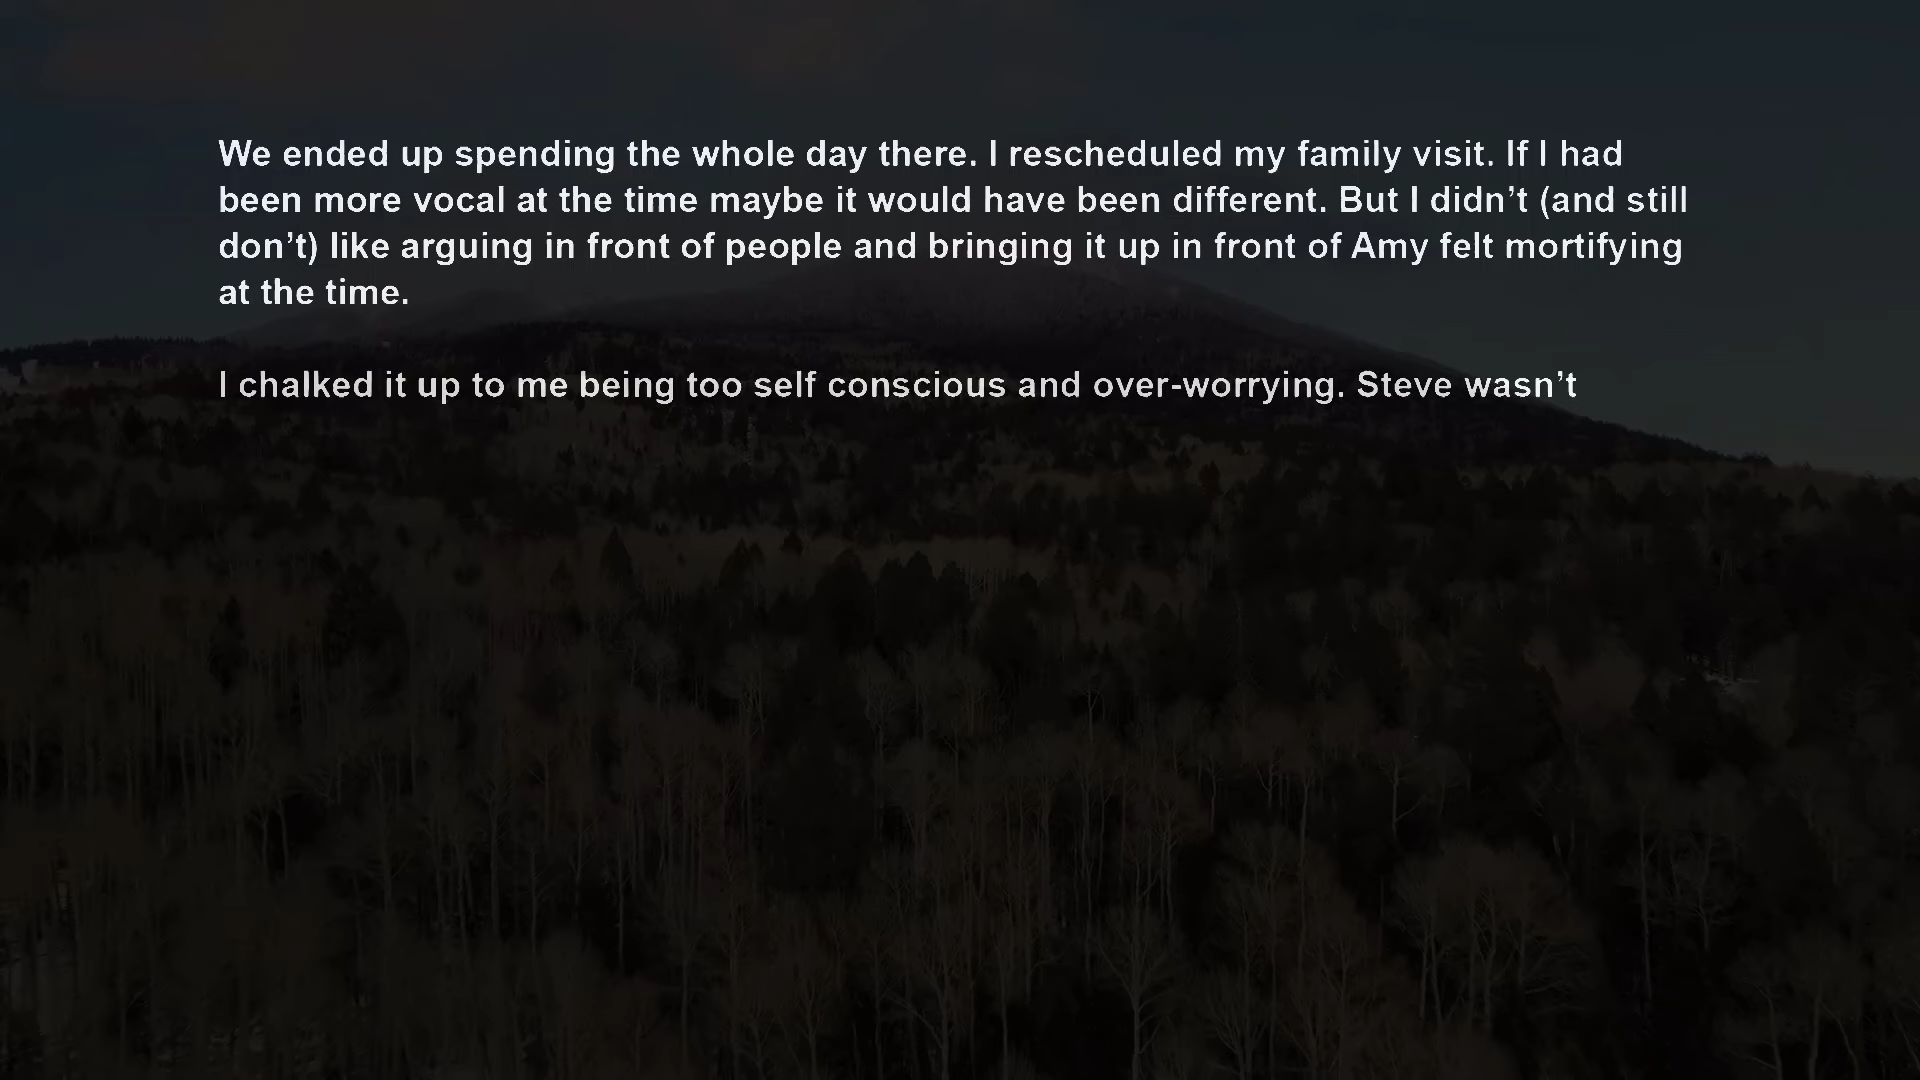 We ended up spending the whole day there. I rescheduled my family visit. If I had
been more vocal at the time maybe it would have been different. But I didn’t (and still
don’t) like arguing in front of people and bringing it up in front of Amy felt mortifying
at the time.
I chalked it up to me being too self conscious and over-worrying. Steve wasn’t